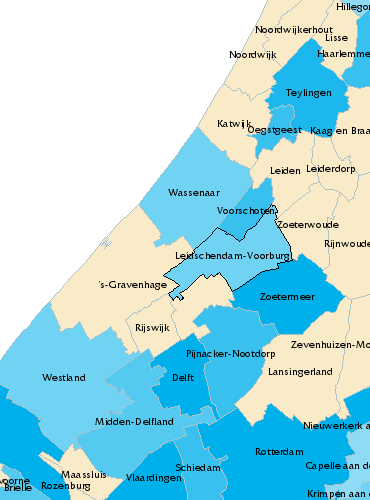 Hillegom
Noordwijkerhout
Lisse
Noordwijk
Haarlemme
Teylingen
Katwijk
Oegstgeest
Kaag en Braa
Leiden
Leiderdorp
Wassenaar
Voorschoten
Zoeterwoude
Rijnwoude
Leidschendam-Voorburg
's-Gravenhage
Zoetermeer
Rijswijk
Zevenhuizen-Mo
Pijnacker-Nootdorp
Lansingerland
Westland
Delft
Midden-Delfland
Nieuwerkerk a
Rotterdam
Maassluis
Vlaardingen
Schiedam
Capelle aan de
oorne
Brielle
Rozenburg
Krimpen aan d